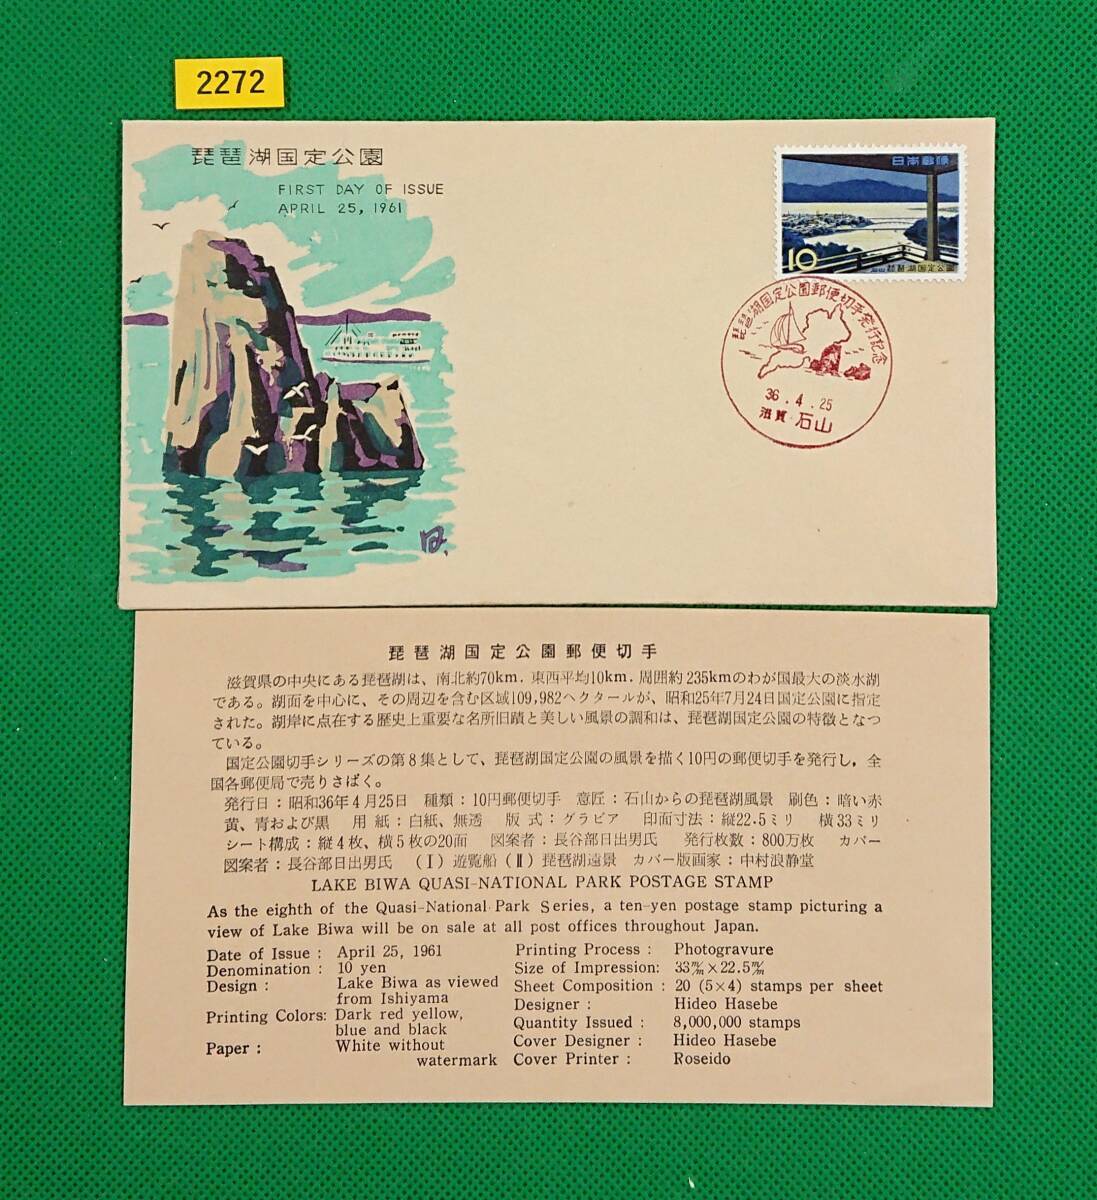 2272
琵琶湖国定公園
FIRST DAY OF ISSUE
APRIL 25, 1961
日本郵便
10
琵琶湖国定公園
琵琶湖国定公園郵便切手発行記念
36.4.25
滋賀・石山
琵琶湖国定公園郵便切手
滋賀県の中央にある琵琶湖は、南北約70km．東西平均10km．周囲約235kmのわが国最大の淡水湖
である。湖面を中心に、その周辺を含む区域109,982ヘクタールが、昭和25年7月24日国定公園に指定
された。湖岸に点在する歴史上重要な名所旧蹟と美しい風景の調和は、琵琶湖国定公園の特徴となつ
ている。
国定公園切手シリーズの第8集として、琵琶湖国定公園の風景を描く10円の郵便切手を発行し，全
国各郵便局で売りさばく。
発行日：昭和36年4月25日 種類：10円郵便切手 意匠：石山からの琵琶湖風景 刷色：暗い赤
黄、青および黒 用紙：白紙、無透 版式：グラビア 印面寸法：縦22.5ミリ 横33ミリ
シート構成：縦4枚、横5枚の20面 図案者：長谷部日出男氏 発行枚数：800万枚 カバー
図案者：長谷部日出男氏 (Ⅰ) 遊覧船 (Ⅱ) 琵琶湖遠景 カバー版画家：中村浪静堂
LAKE BIWA QUASI-NATIONAL PARK POSTAGE STAMP
As the eighth of the Quasi-National Park Series, a ten-yen postage stamp picturing a
view of Lake Biwa will be on sale at all post offices throughout Japan.
Date of Issue : April 25, 1961
Denomination : 10 yen
Design : Lake Biwa as viewed
from Ishiyama
Printing Colors: Dark red yellow,
blue and black
Paper : White without
watermark
Printing Process : Photogravure
Size of Impression: 33㎜×22.5㎜
Sheet Composition : 20 (5×4) stamps per sheet
Designer : Hideo Hasebe
Quantity Issued : 8,000,000 stamps
Cover Designer : Hideo Hasebe
Cover Printer : Roseido